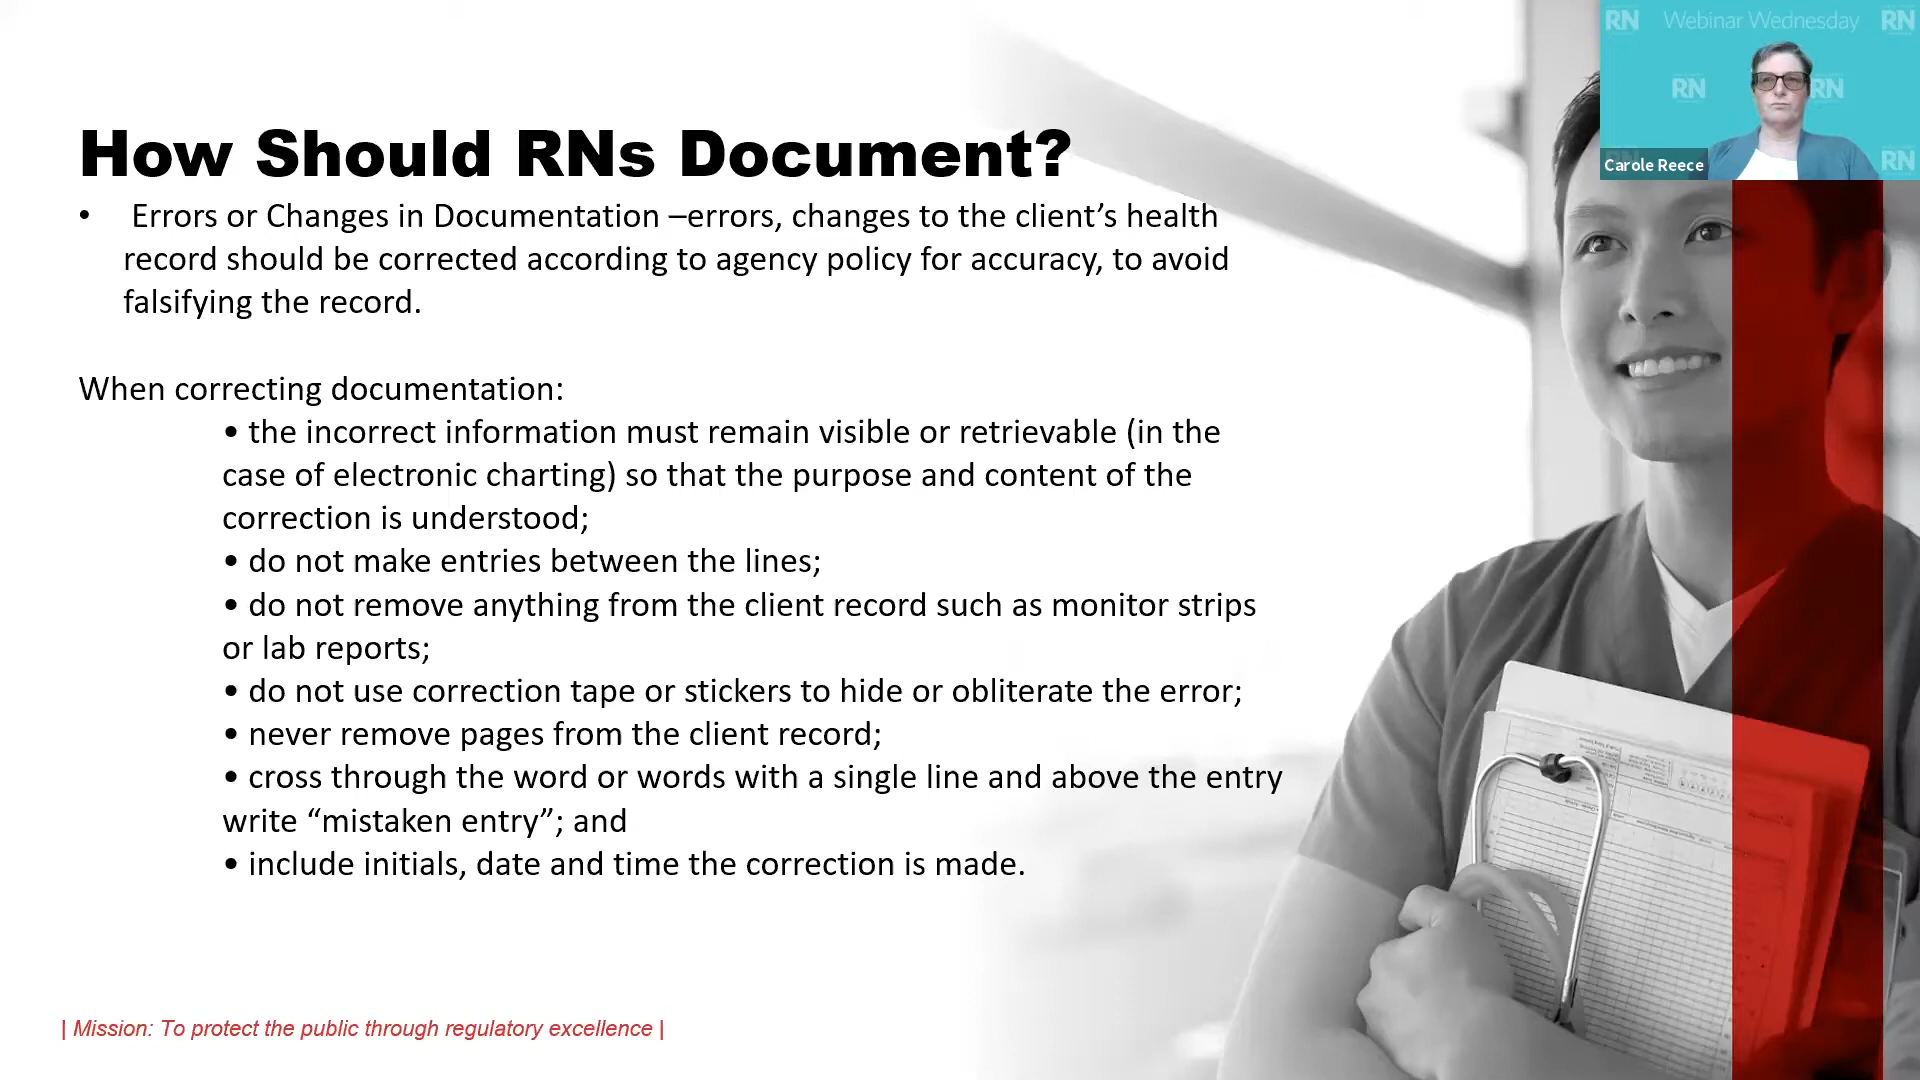 RN Webinar Wednesday RN
RN RN
RN
Carole Reece
How Should RNs Document?
• Errors or Changes in Documentation –errors, changes to the client’s health
record should be corrected according to agency policy for accuracy, to avoid
falsifying the record.
When correcting documentation:
• the incorrect information must remain visible or retrievable (in the
case of electronic charting) so that the purpose and content of the
correction is understood;
• do not make entries between the lines;
• do not remove anything from the client record such as monitor strips
or lab reports;
• do not use correction tape or stickers to hide or obliterate the error;
• never remove pages from the client record;
• cross through the word or words with a single line and above the entry
write “mistaken entry”; and
• include initials, date and time the correction is made.
| Mission: To protect the public through regulatory excellence |